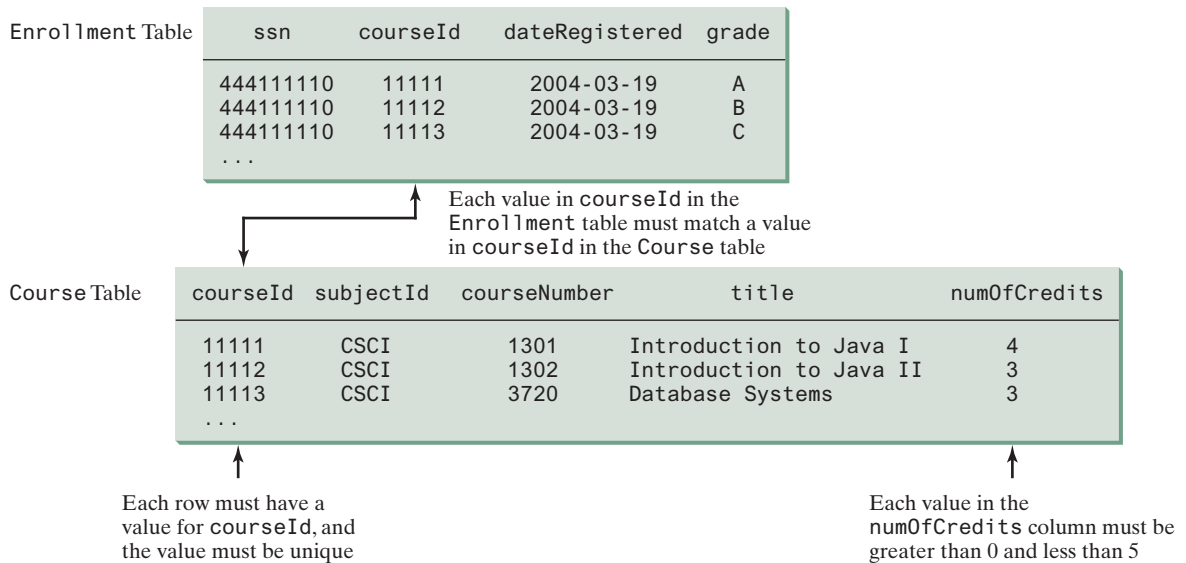 Enrollment Table
ssn courseId dateRegistered grade
444111110 11111 2004-03-19 A
444111110 11112 2004-03-19 B
444111110 11113 2004-03-19 C
...
Each value in courseId in the
Enrollment table must match a value
in courseId in the Course table
Course Table
courseId subjectId courseNumber title numOfCredits
11111 CSCI 1301 Introduction to Java I 4
11112 CSCI 1302 Introduction to Java II 3
11113 CSCI 3720 Database Systems 3
...
Each row must have a
value for courseId, and
the value must be unique
Each value in the
numOfCredits column must be
greater than 0 and less than 5